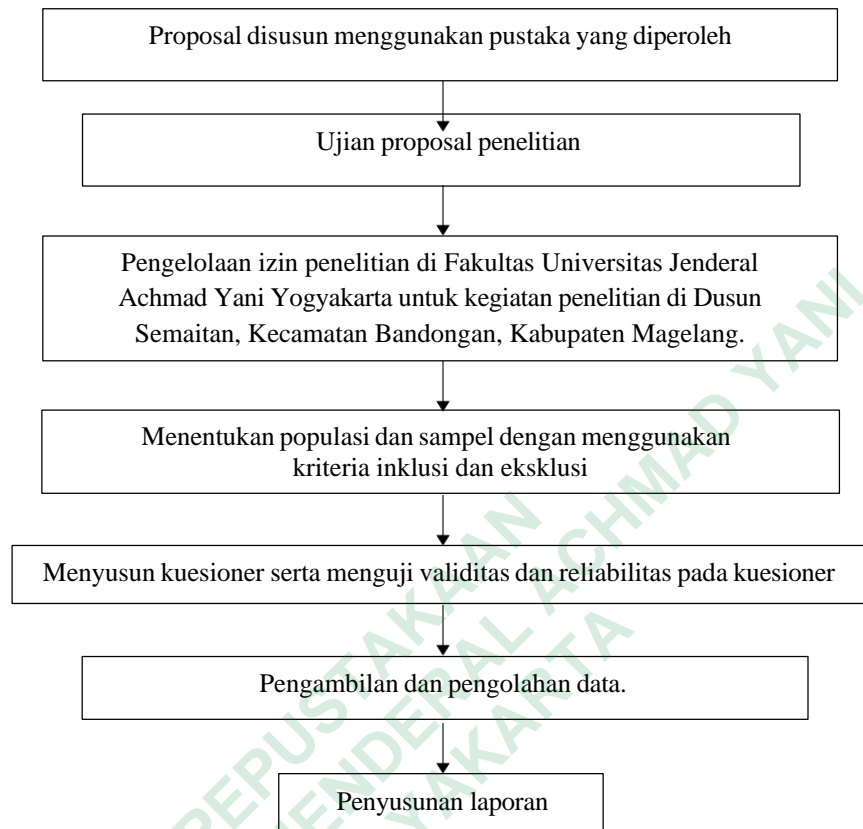 Proposal disusun menggunakan pustaka yang diperoleh
Ujian proposal penelitian
Pengelolaan izin penelitian di Fakultas Universitas Jenderal
Achmad Yani Yogyakarta untuk kegiatan penelitian di Dusun
Semaitan, Kecamatan Bandongan, Kabupaten Magelang.
Menentukan populasi dan sampel dengan menggunakan
kriteria inklusi dan eksklusi
Menyusun kuesioner serta menguji validitas dan reliabilitas pada kuesioner
Pengambilan dan pengolahan data.
Penyusunan laporan